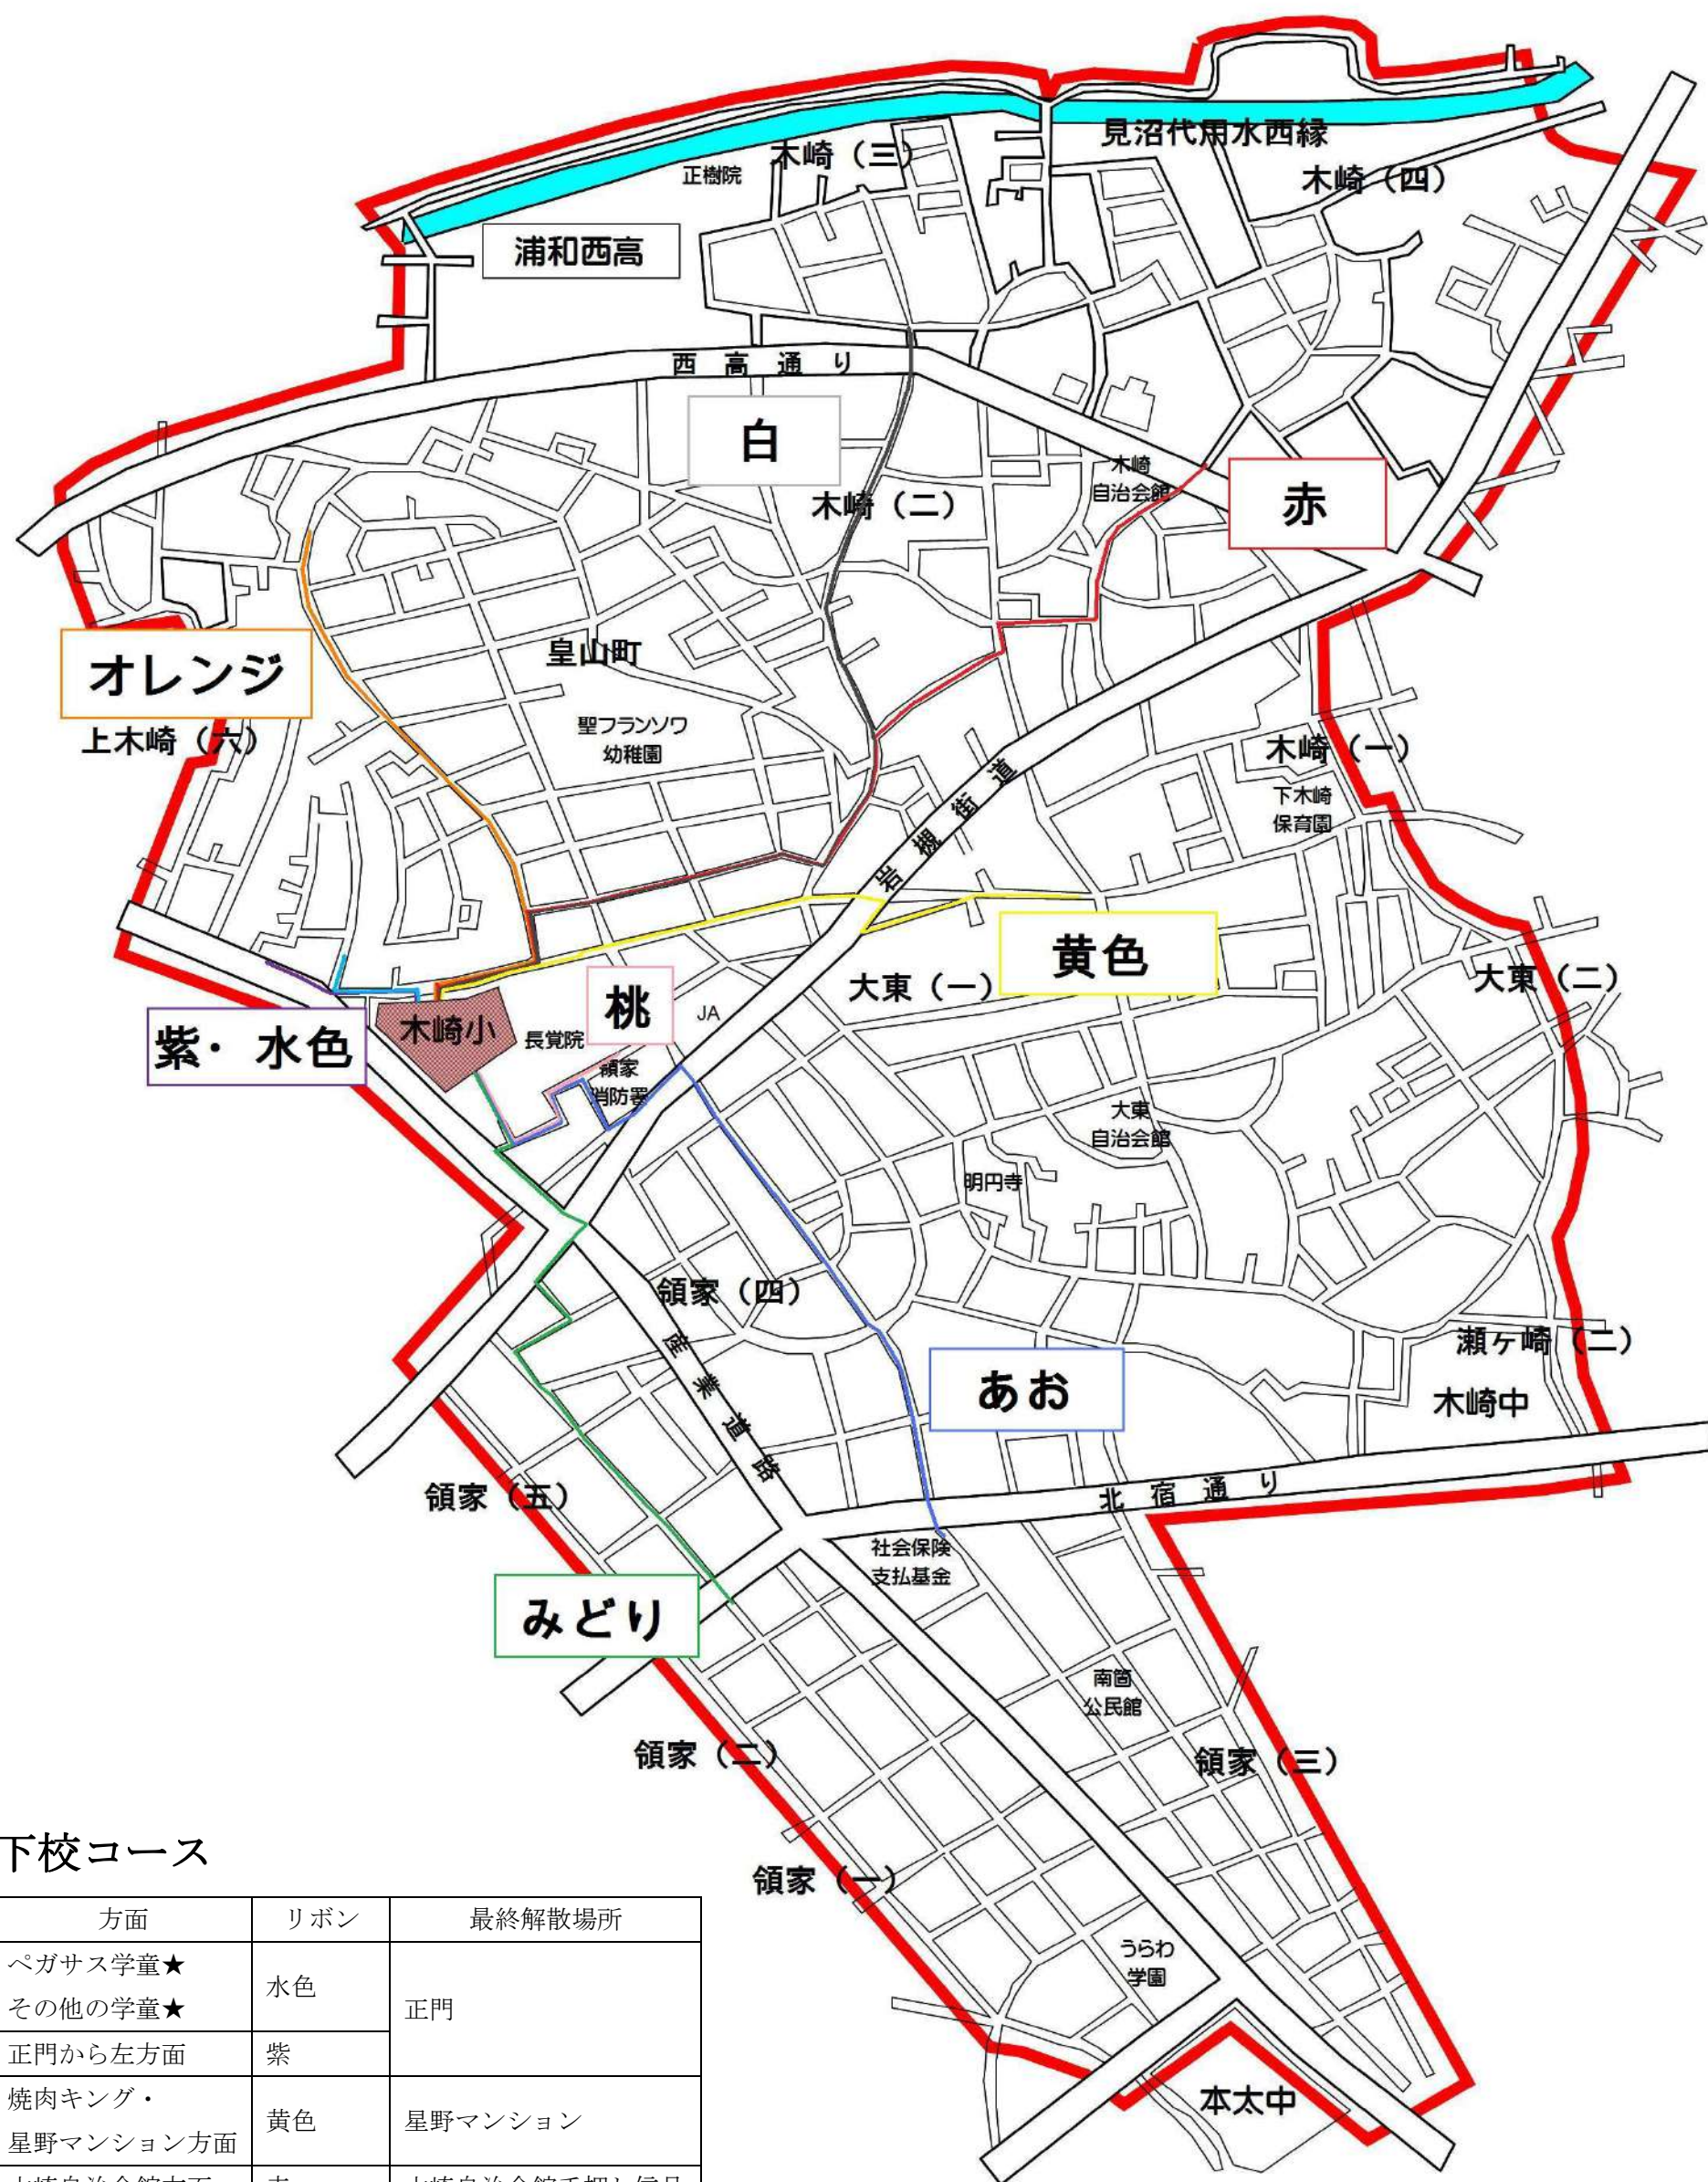 見沼代用水西縁
木崎（三）
正樹院
木崎（四）
浦和西高
西高通り
白
木崎
自治会館
赤
木崎（二）
オレンジ
皇山町
上木崎（六）
聖フランソワ
幼稚園
木崎（一）
下木崎
保育園
岩槻街道
黄色
大東（一）
大東（二）
桃
JA
紫・水色
木崎小
長覚院
領家
消防署
大東
自治会館
明円寺
領家（四）
産業道路
瀬ヶ崎（二）
木崎中
あお
領家（五）
北宿通り
社会保険
支払基金
みどり
南箇
公民館
領家（二）
領家（三）
領家（一）
うらわ
学園
本太中
下校コース
方面 リボン 最終解散場所
ペガサス学童★
その他の学童★
水色
正門
正門から左方面 紫
焼肉キング・
星野マンション方面
黄色 星野マンション